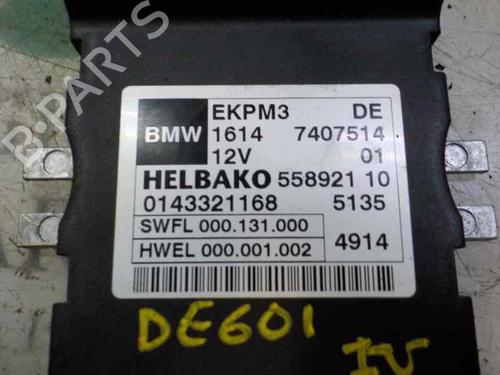 B-PARTS
EKPM3 DE
BMW 1614 7407514
12V 01
HELBAKO 558921 10
0143321168 5135
SWFL 000.131.000
HWEL 000.001.002 4914
DE601
IV